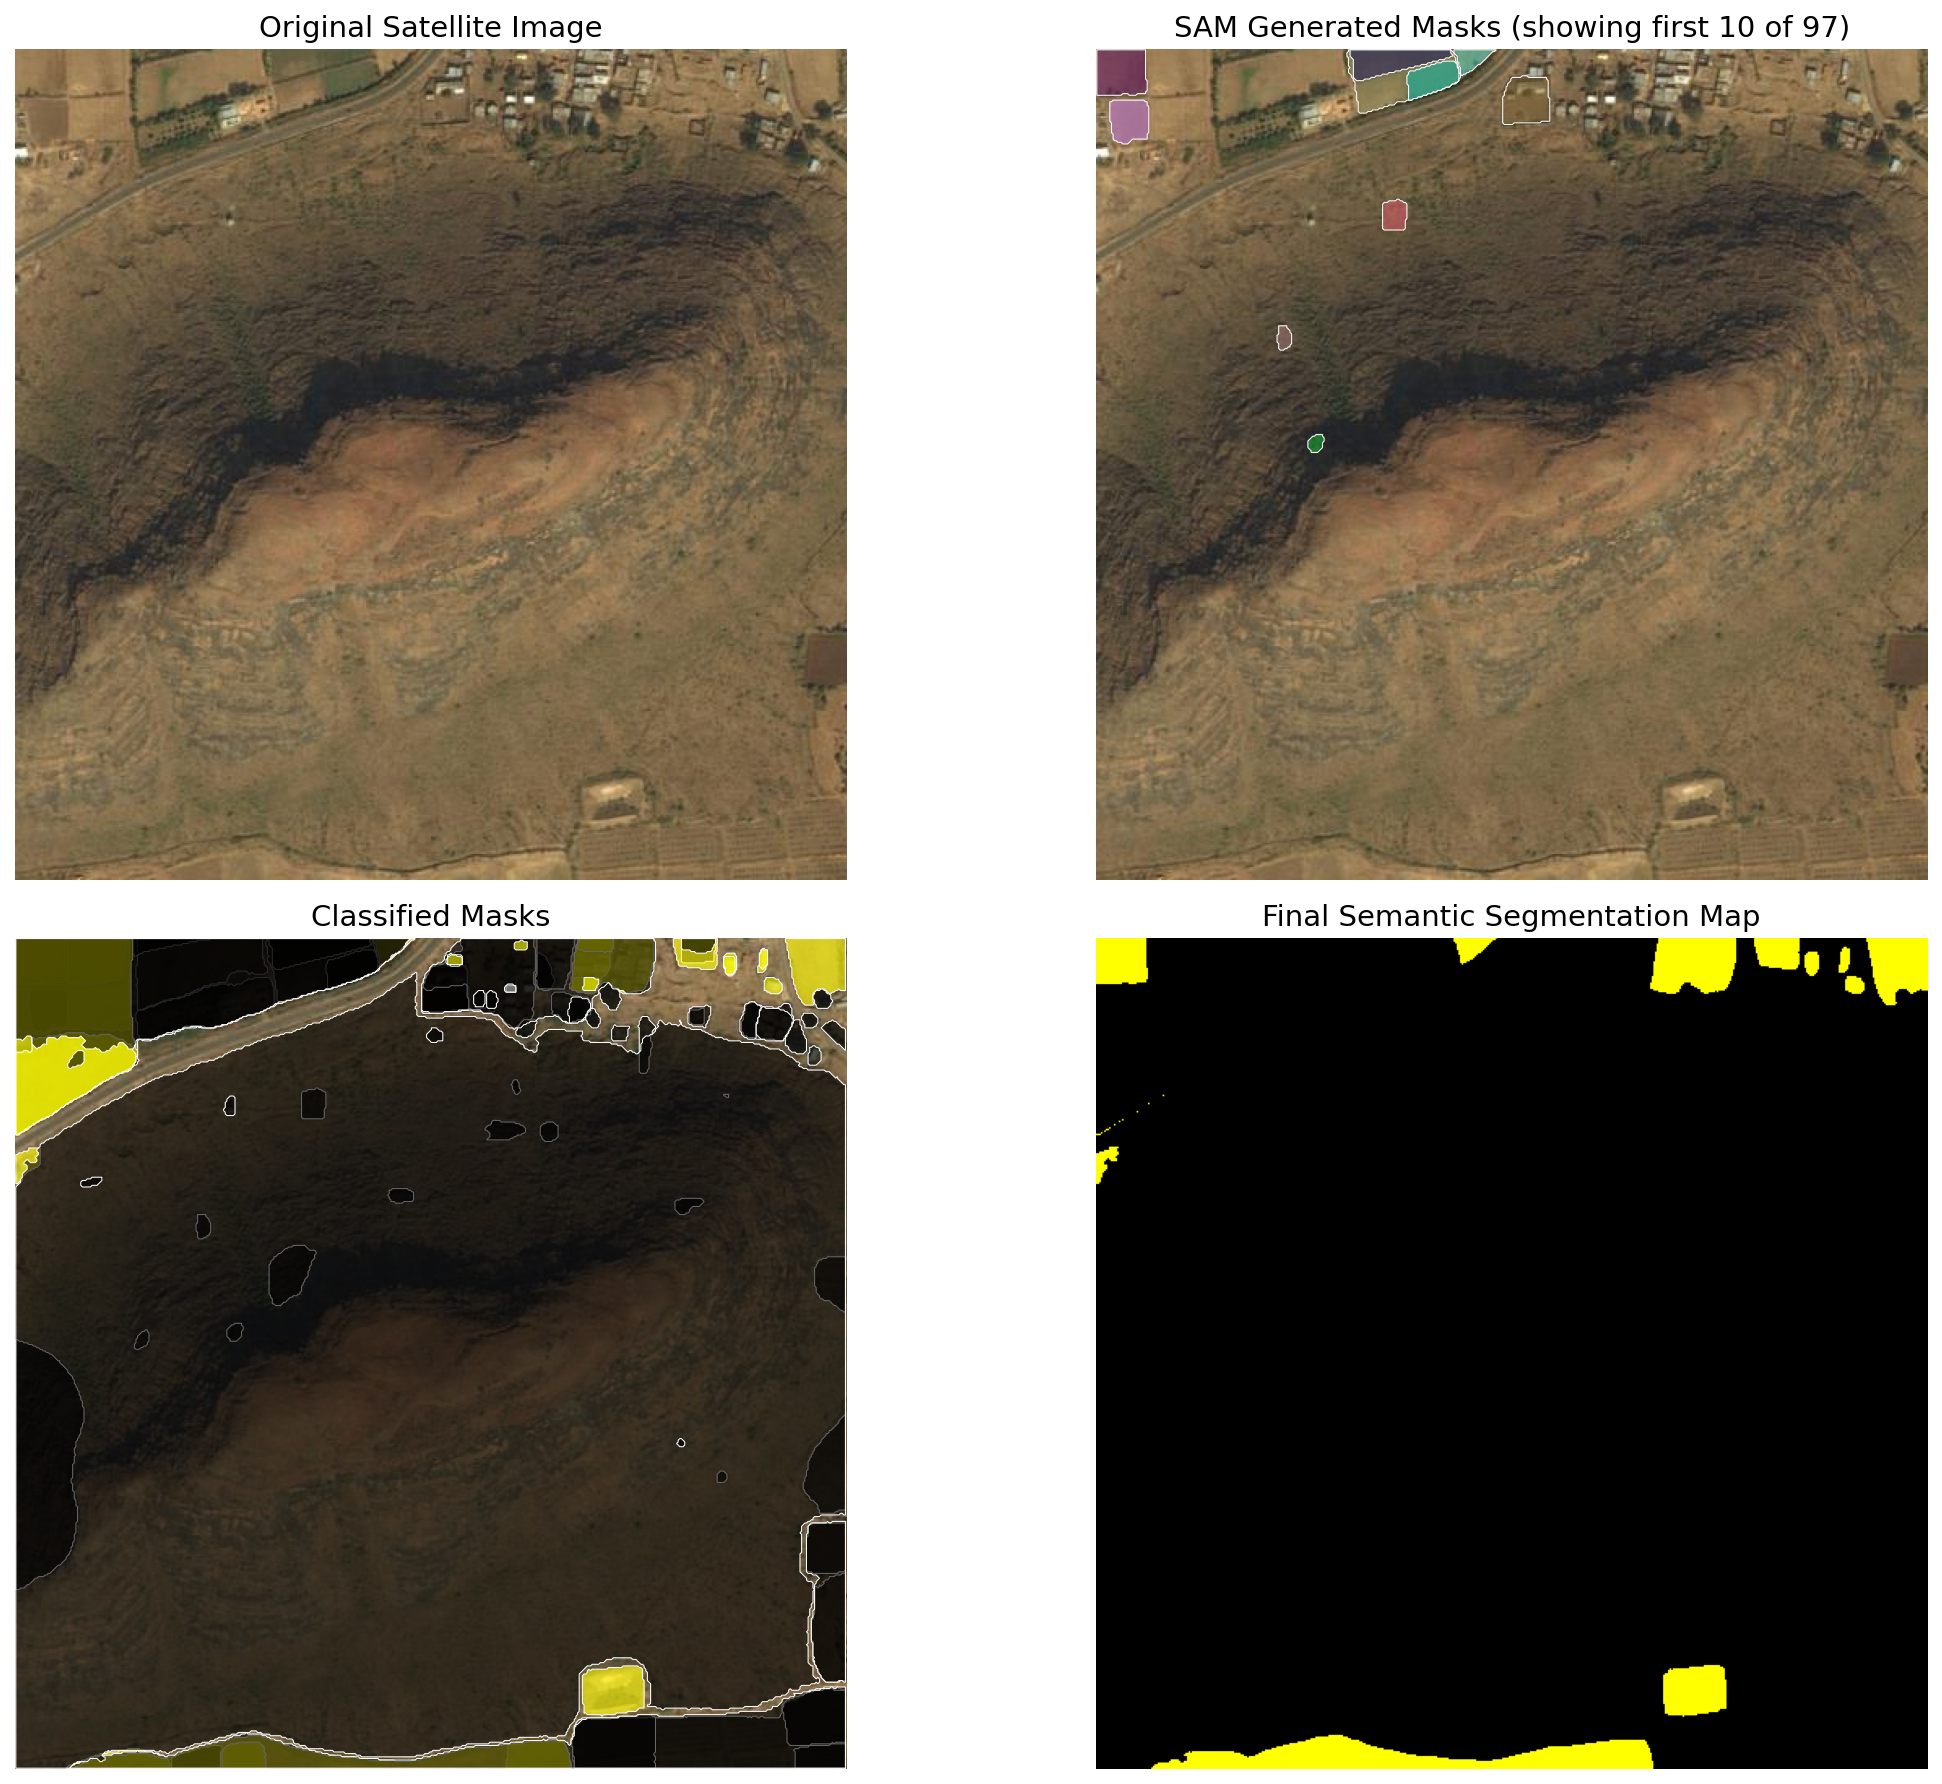 Original Satellite Image
SAM Generated Masks (showing first 10 of 97)
Classified Masks
Final Semantic Segmentation Map